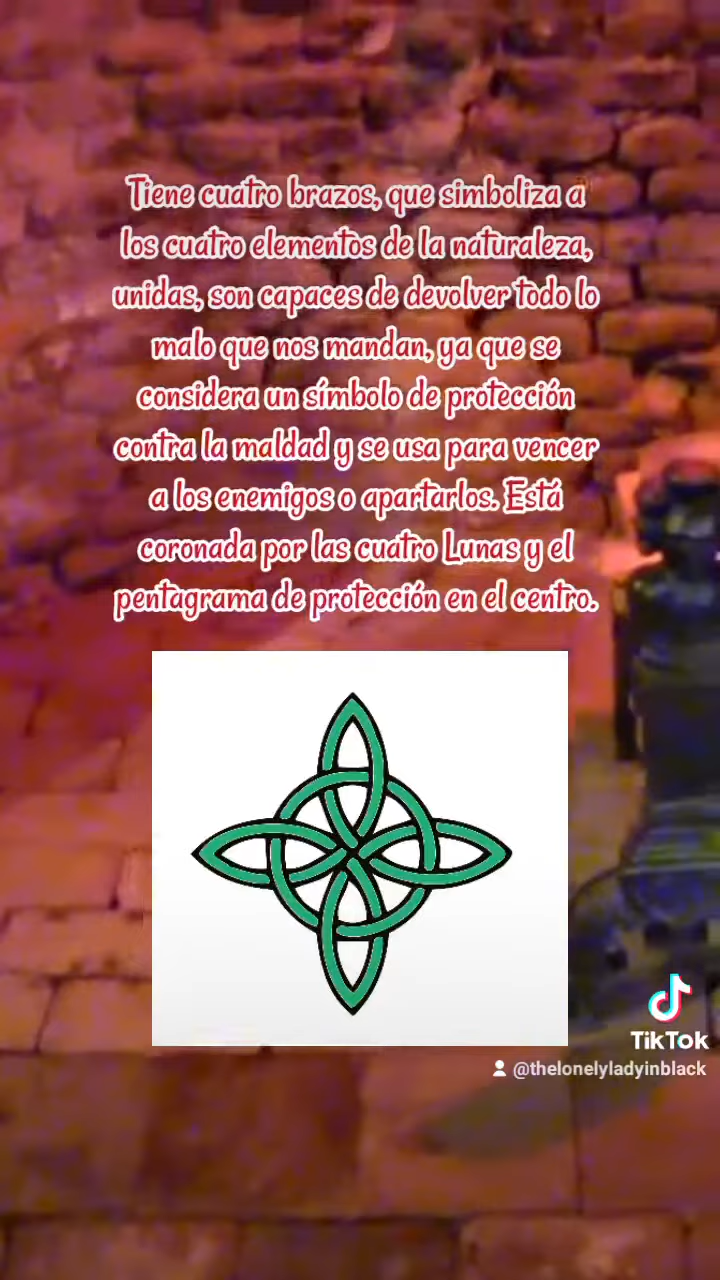 Tiene cuatro brazos, que simboliza a
los cuatro elementos de la naturaleza,
unidas, son capaces de devolver todo lo
malo que nos mandan, ya que se
considera un símbolo de protección
contra la maldad y se usa para vencer
a los enemigos o apartarlos. Está
coronada por las cuatro Lunas y el
pentagrama de protección en el centro.
TikTok
@thelonelyladyinblack